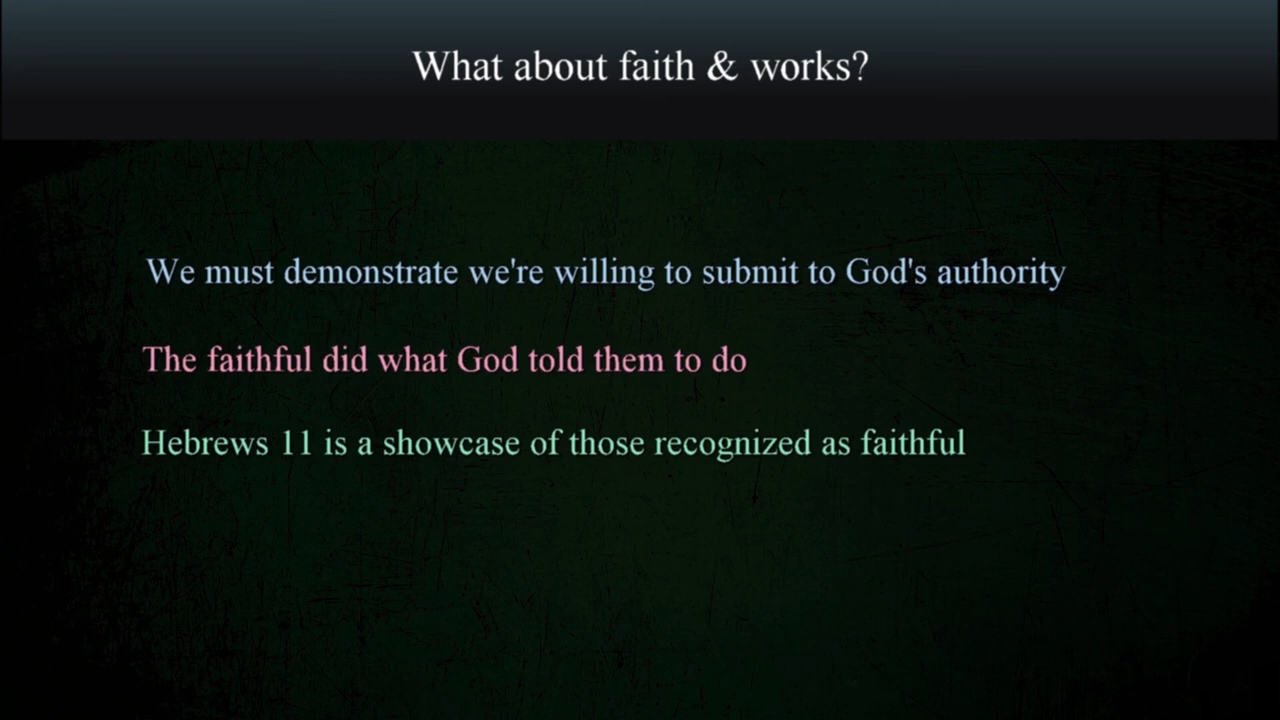 What about faith & works?
We must demonstrate we're willing to submit to God's authority
The faithful did what God told them to do
Hebrews 11 is a showcase of those recognized as faithful